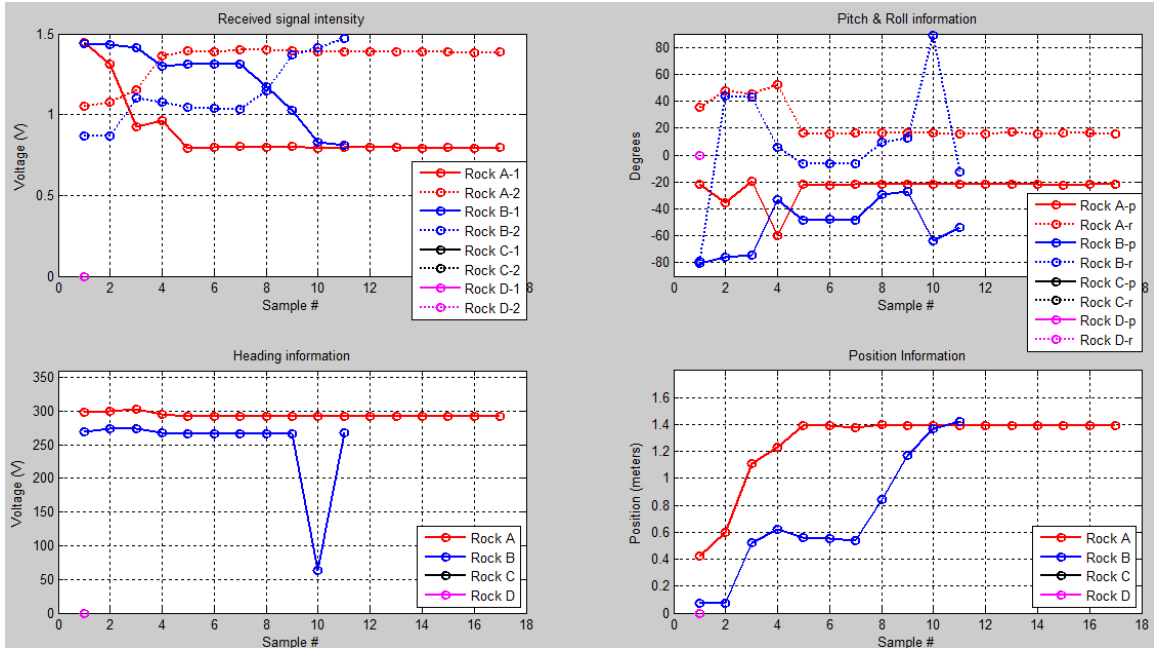 Received signal intensity
Voltage (V)
1.5
1
0.5
0
0 2 4 6 8 10 12 14 16 18
Sample #
Rock A-1
Rock A-2
Rock B-1
Rock B-2
Rock C-1
Rock C-2
Rock D-1
Rock D-2
Pitch & Roll information
Degrees
80
60
40
20
0
-20
-40
-60
-80
0 2 4 6 8 10 12 14 16 18
Sample #
Rock A-p
Rock A-r
Rock B-p
Rock B-r
Rock C-p
Rock C-r
Rock D-p
Rock D-r
Heading information
Voltage (V)
350
300
250
200
150
100
50
0
0 2 4 6 8 10 12 14 16 18
Sample #
Rock A
Rock B
Rock C
Rock D
Position Information
Position (meters)
1.6
1.4
1.2
1
0.8
0.6
0.4
0.2
0
0 2 4 6 8 10 12 14 16 18
Sample #
Rock A
Rock B
Rock C
Rock D